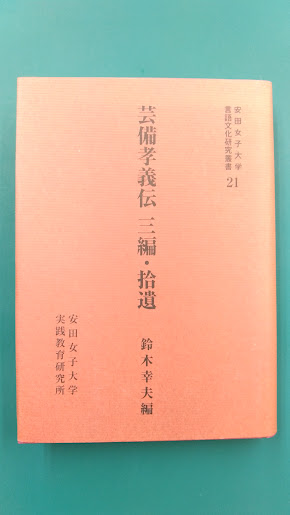 安田女子大学
言語文化研究叢書
21
芸備孝義伝 三編・拾遺
鈴木幸夫編
安田女子大学
実践教育研究所